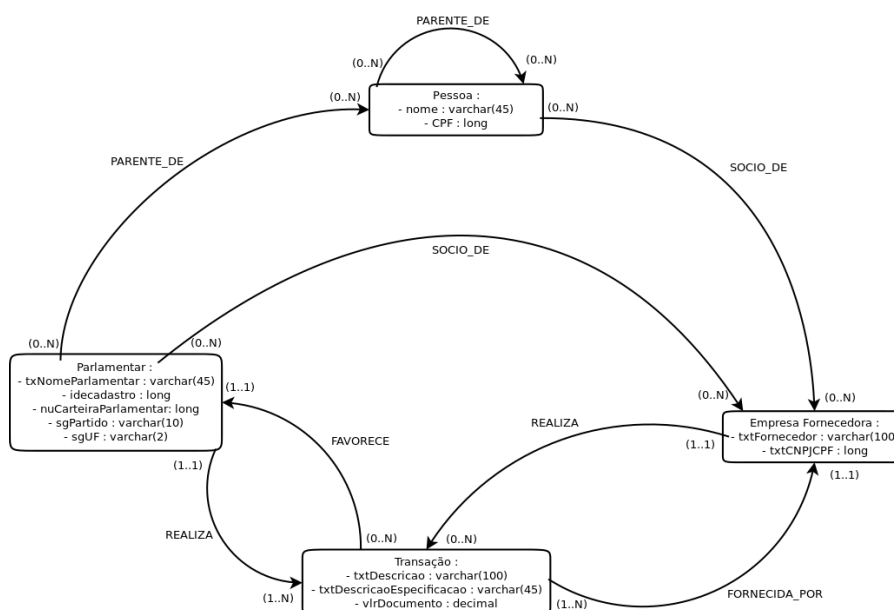 PARENTE_DE
(0..N)
(0..N)
Pessoa :
- nome : varchar(45)
- CPF : long
(0..N)
(0..N)
PARENTE_DE
SOCIO_DE
SOCIO_DE
(0..N)
(0..N)
Parlamentar :
- txNomeParlamentar : varchar(45)
- idecadastro : long
- nuCarteiraParlamentar: long
- sgPartido : varchar(10)
- sgUF : varchar(2)
(1..1)
(0..N)
(0..N)
Empresa Fornecedora :
- txtFornecedor : varchar(100
- txtCNPJCPF : long
REALIZA
(1..1)
FAVORECE
(1..1)
(1..1)
REALIZA
(0..N)
(0..N)
Transação :
- txtDescricao : varchar(100)
- txtDescricaoEspecificacao : varchar(45)
- vlrDocumento : decimal
(1..N)
(1..N)
FORNECIDA_POR